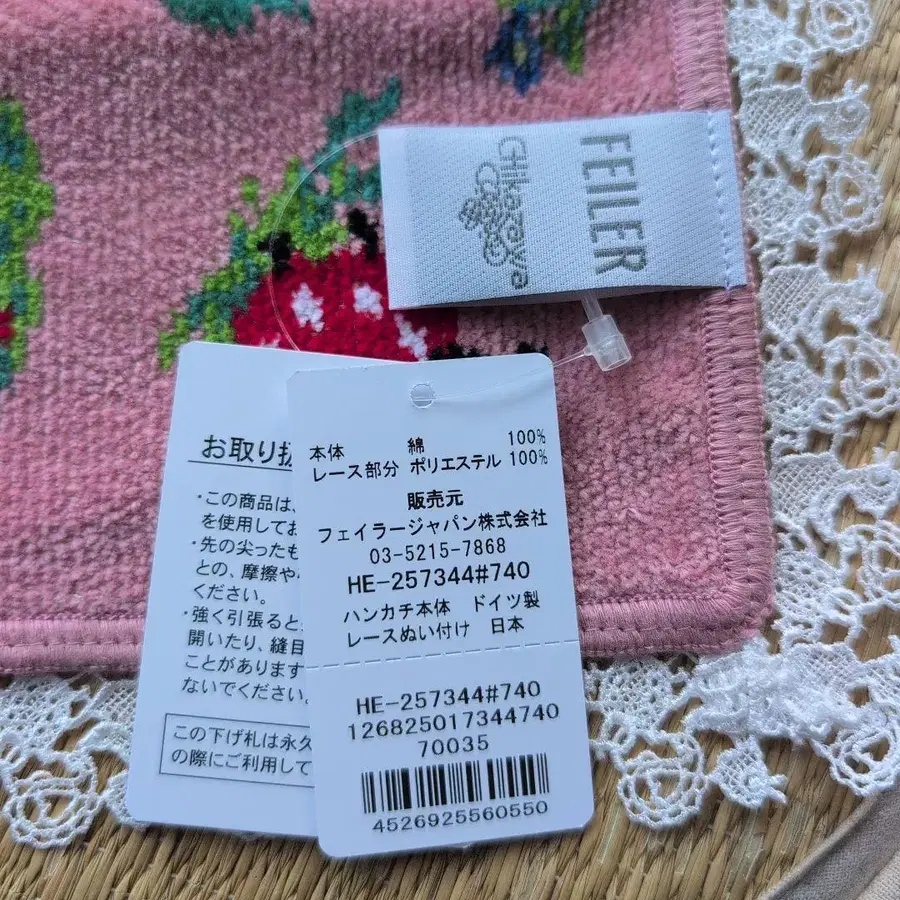 FEILER
Chikaoya
& Co
お取り扱
・この商品は、
を使用してお
・先の尖ったも
との、摩擦や
ください。
・強く引張ると
開いたり、縫目
ことがあります
ないでください。
この下げ札は永久
の際にご利用して
本体 綿 100%
レース部分 ポリエステル 100%
販売元
フェイラージャパン株式会社
03-5215-7868
HE-257344#740
ハンカチ本体 ドイツ製
レースぬい付け 日本
HE-257344#740
126825017344740
70035
4526925560550